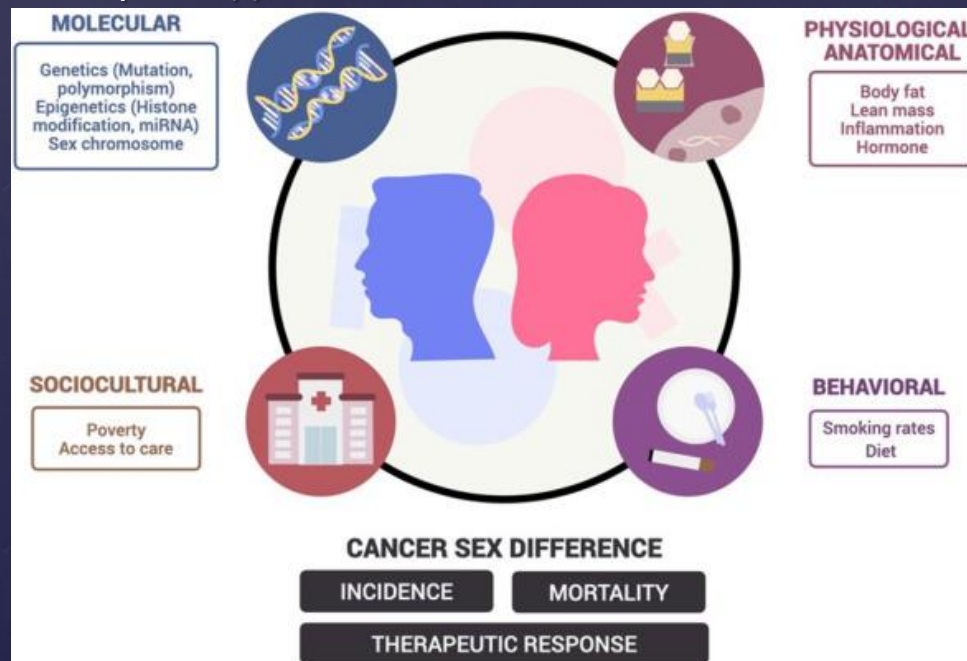 MOLECULAR
Genetics (Mutation,
polymorphism)
Epigenetics (Histone
modification, miRNA)
Sex chromosome
PHYSIOLOGICAL
ANATOMICAL
Body fat
Lean mass
Inflammation
Hormone
SOCIOCULTURAL
Poverty
Access to care
BEHAVIORAL
Smoking rates
Diet
CANCER SEX DIFFERENCE
INCIDENCE
MORTALITY
THERAPEUTIC RESPONSE